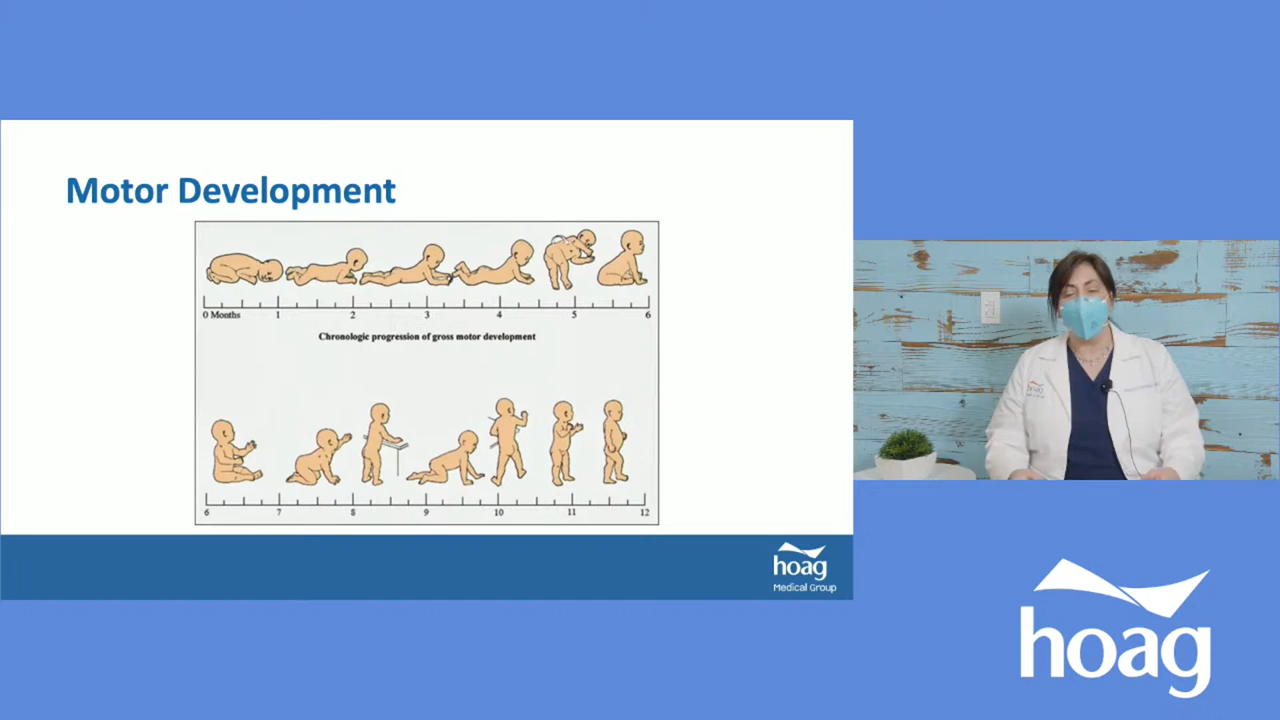 Motor Development
0 Months 1 2 3 4 5 6
Chronologic progression of gross motor development
6 7 8 9 10 11 12
hoag
Medical Group
hoag
hoag